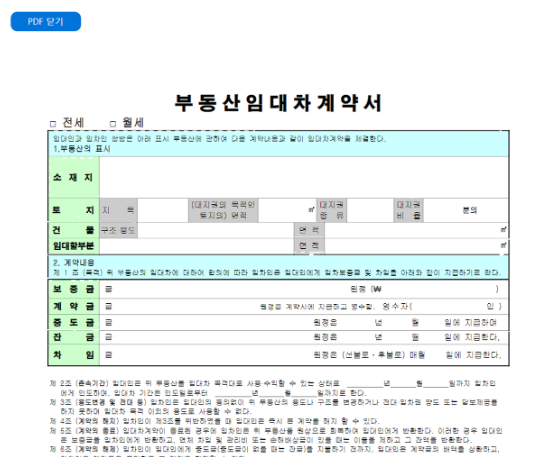 PDF 닫기
부동산임대차계약서
□ 전세 □ 월세
임대인과 임차인 쌍방은 아래 표시 부동산에 관하여 다음 계약내용과 같이 임대차계약을 체결한다.
1.부동산의 표시
소 재 지
토 지 지 목 (대지권의 목적인 토지의) 면적 ㎡ 대지권 종류 대지권 비 율 분의
건 물 구조 용도 면 적 ㎡
임대할부분 면 적 ㎡
2. 계약내용
제 1 조 (목적) 위 부동산의 임대차에 대하여 합의에 따라 임차인은 임대인에게 임차보증금 및 차임을 아래와 같이 지급하기로 한다.
보 증 금 금 원정 (₩ )
계 약 금 금 원정은 계약시에 지급하고 영수함. 영수자( 인 )
중 도 금 금 원정은 년 월 일에 지급하며
잔 금 금 원정은 년 월 일에 지급한다.
차 임 금 원정은 (선불로 · 후불로) 매월 일에 지급한다.
제 2조 (존속기간) 임대인은 위 부동산을 임대차 목적대로 사용·수익할 수 있는 상태로 ____년____월____일까지 임차인
에게 인도하며, 임대차 기간은 인도일로부터 ____년____월____일까지로 한다.
제 3조 (용도변경 및 전대 등) 임차인은 임대인의 동의없이 위 부동산의 용도나 구조를 변경하거나 전대·임차권 양도 또는 담보제공을
하지 못하며 임대차 목적 이외의 용도로 사용할 수 없다.
제 4조 (계약의 해지) 임차인이 제3조를 위반하였을 때 임대인은 즉시 본 계약을 해지 할 수 있다.
제 5조 (계약의 종료) 임대차계약이 종료된 경우에 임차인은 위 부동산을 원상으로 회복하여 임대인에게 반환한다. 이러한 경우 임대인
은 보증금을 임차인에게 반환하고, 연체 차임 및 관리비 또는 손해배상금이 있을 때는 이들을 제하고 그 잔액을 반환한다.
제 6조 (계약의 해제) 임차인이 임대인에게 중도금(중도금이 없을 때는 잔금)을 지불하기 전까지, 임대인은 계약금의 배액을 상환하고,